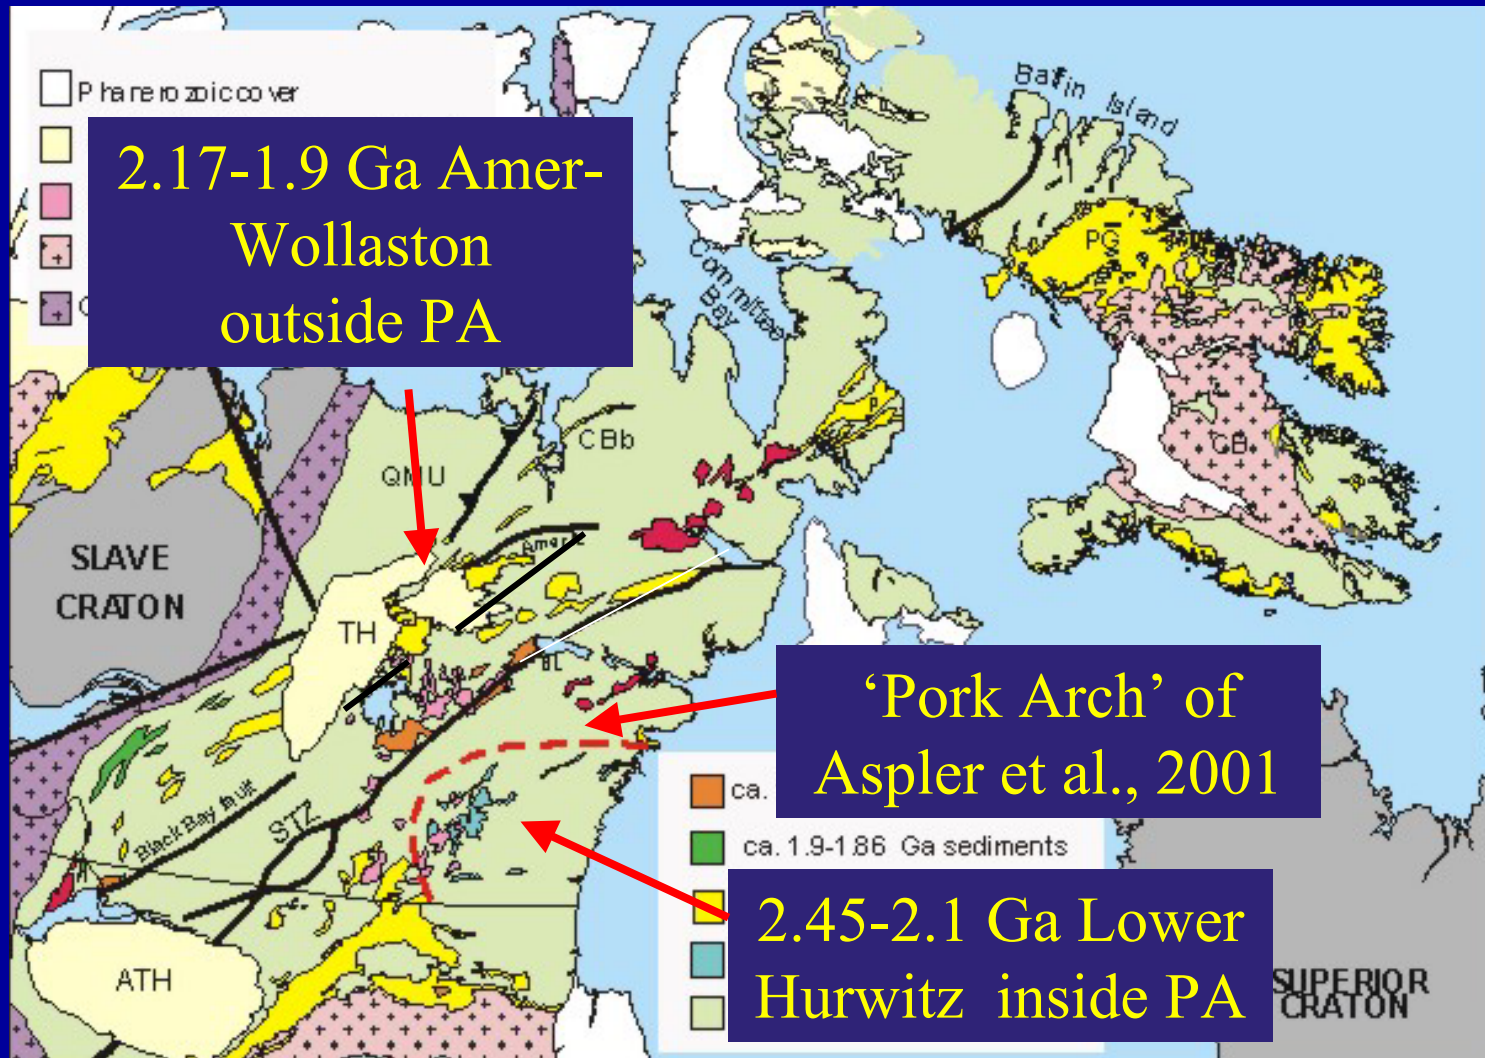 Phanerozoic cover
2.17-1.9 Ga Amer-
Wollaston
outside PA
Baffin Island
PG
Committee
Bay
P
CBb
CB
QMU
SLAVE
CRATON
Amer
TH
BL
‘Pork Arch’ of
Aspler et al., 2001
Black Bay fault
STZ
ca.
ca. 1.9-1.86 Ga sediments
2.45-2.1 Ga Lower
Hurwitz inside PA
ATH
SUPERIOR
CRATON